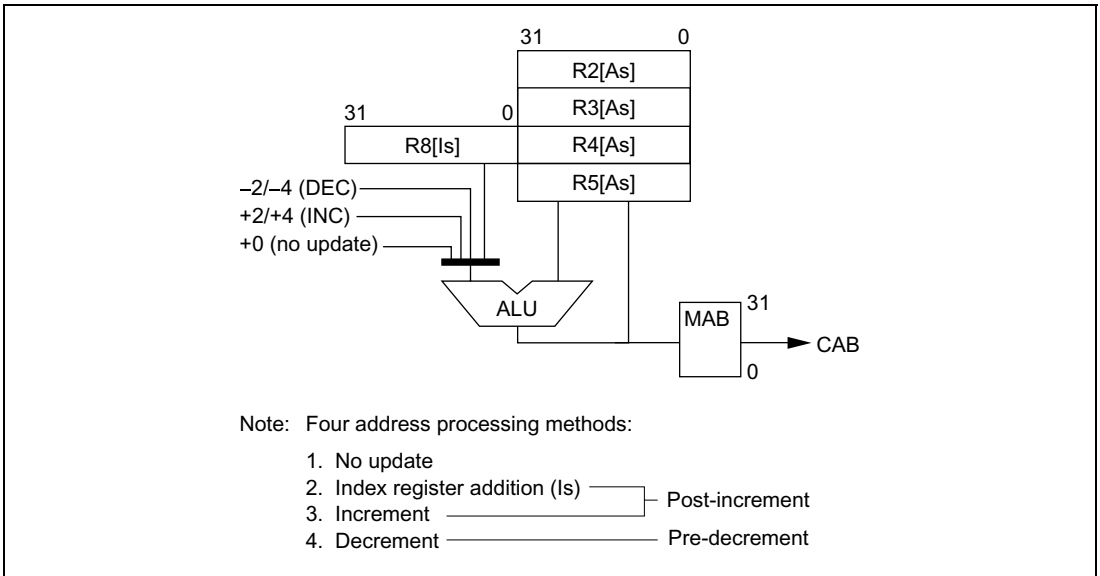 31 0
R2[As]
31 0 R3[As]
R8[Is] R4[As]
–2/–4 (DEC) R5[As]
+2/+4 (INC)
+0 (no update)
ALU
MAB 31
CAB
0
Note: Four address processing methods:
1. No update
2. Index register addition (Is)
Post-increment
3. Increment
4. Decrement Pre-decrement